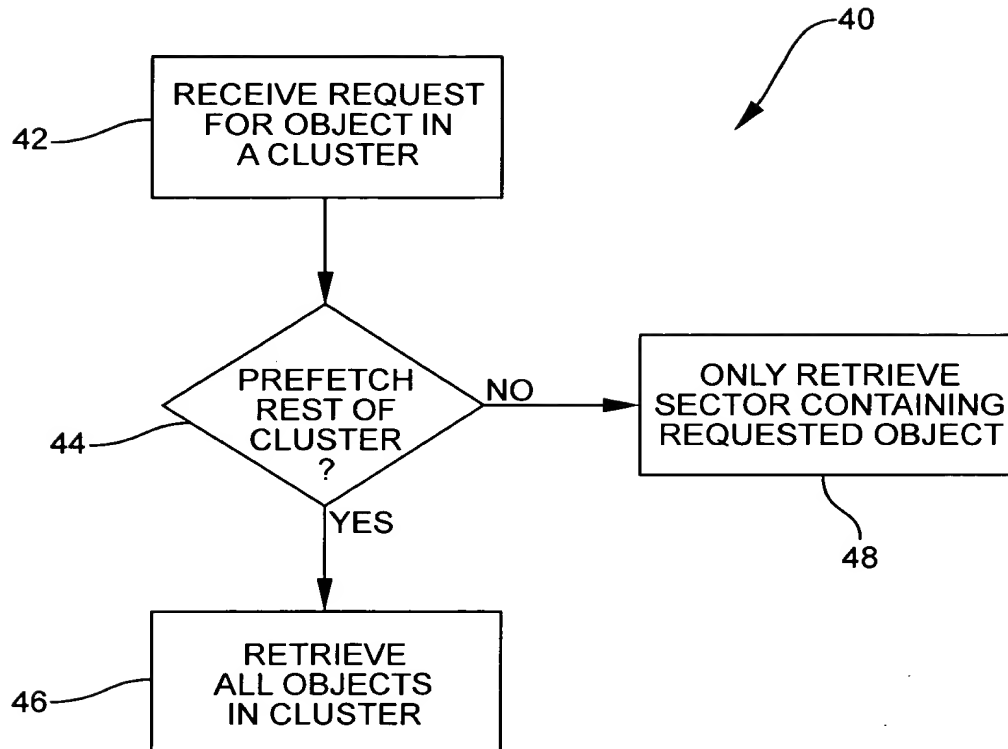 40
RECEIVE REQUEST
FOR OBJECT IN
A CLUSTER
42
PREFETCH
REST OF
CLUSTER
?
44
NO
ONLY RETRIEVE
SECTOR CONTAINING
REQUESTED OBJECT
48
YES
RETRIEVE
ALL OBJECTS
IN CLUSTER
46